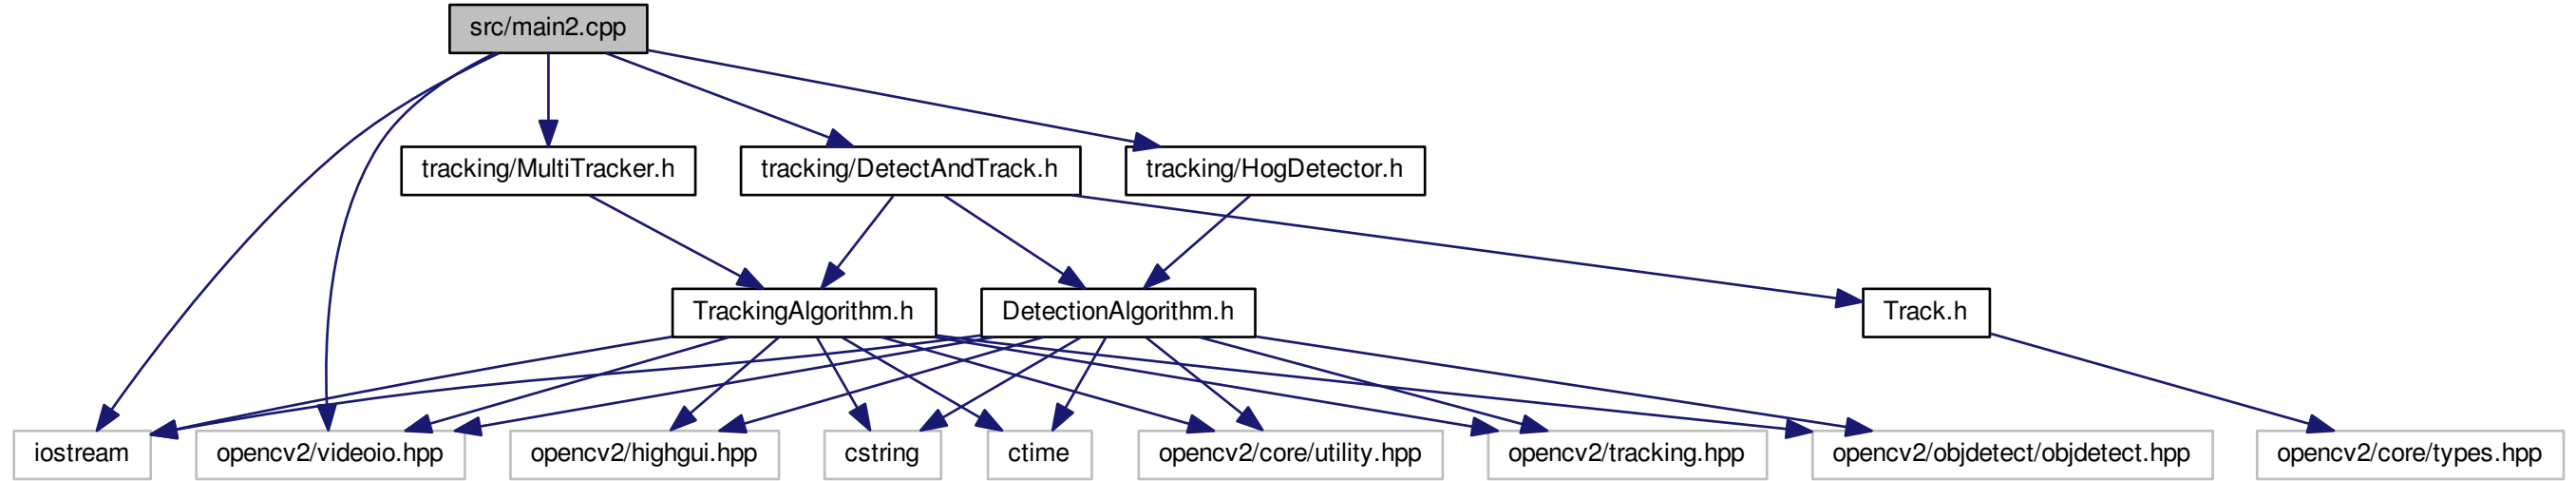 src/main2.cpp
tracking/MultiTracker.h
tracking/DetectAndTrack.h
tracking/HogDetector.h
TrackingAlgorithm.h
DetectionAlgorithm.h
Track.h
iostream
opencv2/videoio.hpp
opencv2/highgui.hpp
cstring
ctime
opencv2/core/utility.hpp
opencv2/tracking.hpp
opencv2/objdetect/objdetect.hpp
opencv2/core/types.hpp